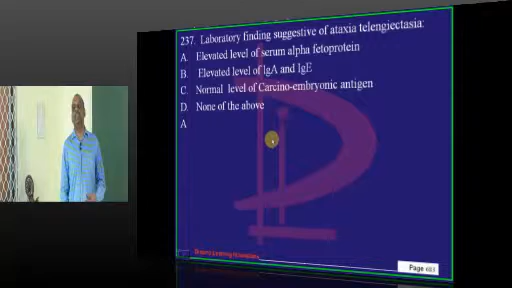 237. Laboratory finding suggestive of ataxia telengiectasia:
A. Elevated level of serum alpha fetoprotein
B. Elevated level of IgA and IgE
C. Normal level of Carcino-embryonic antigen
D. None of the above
A
Page